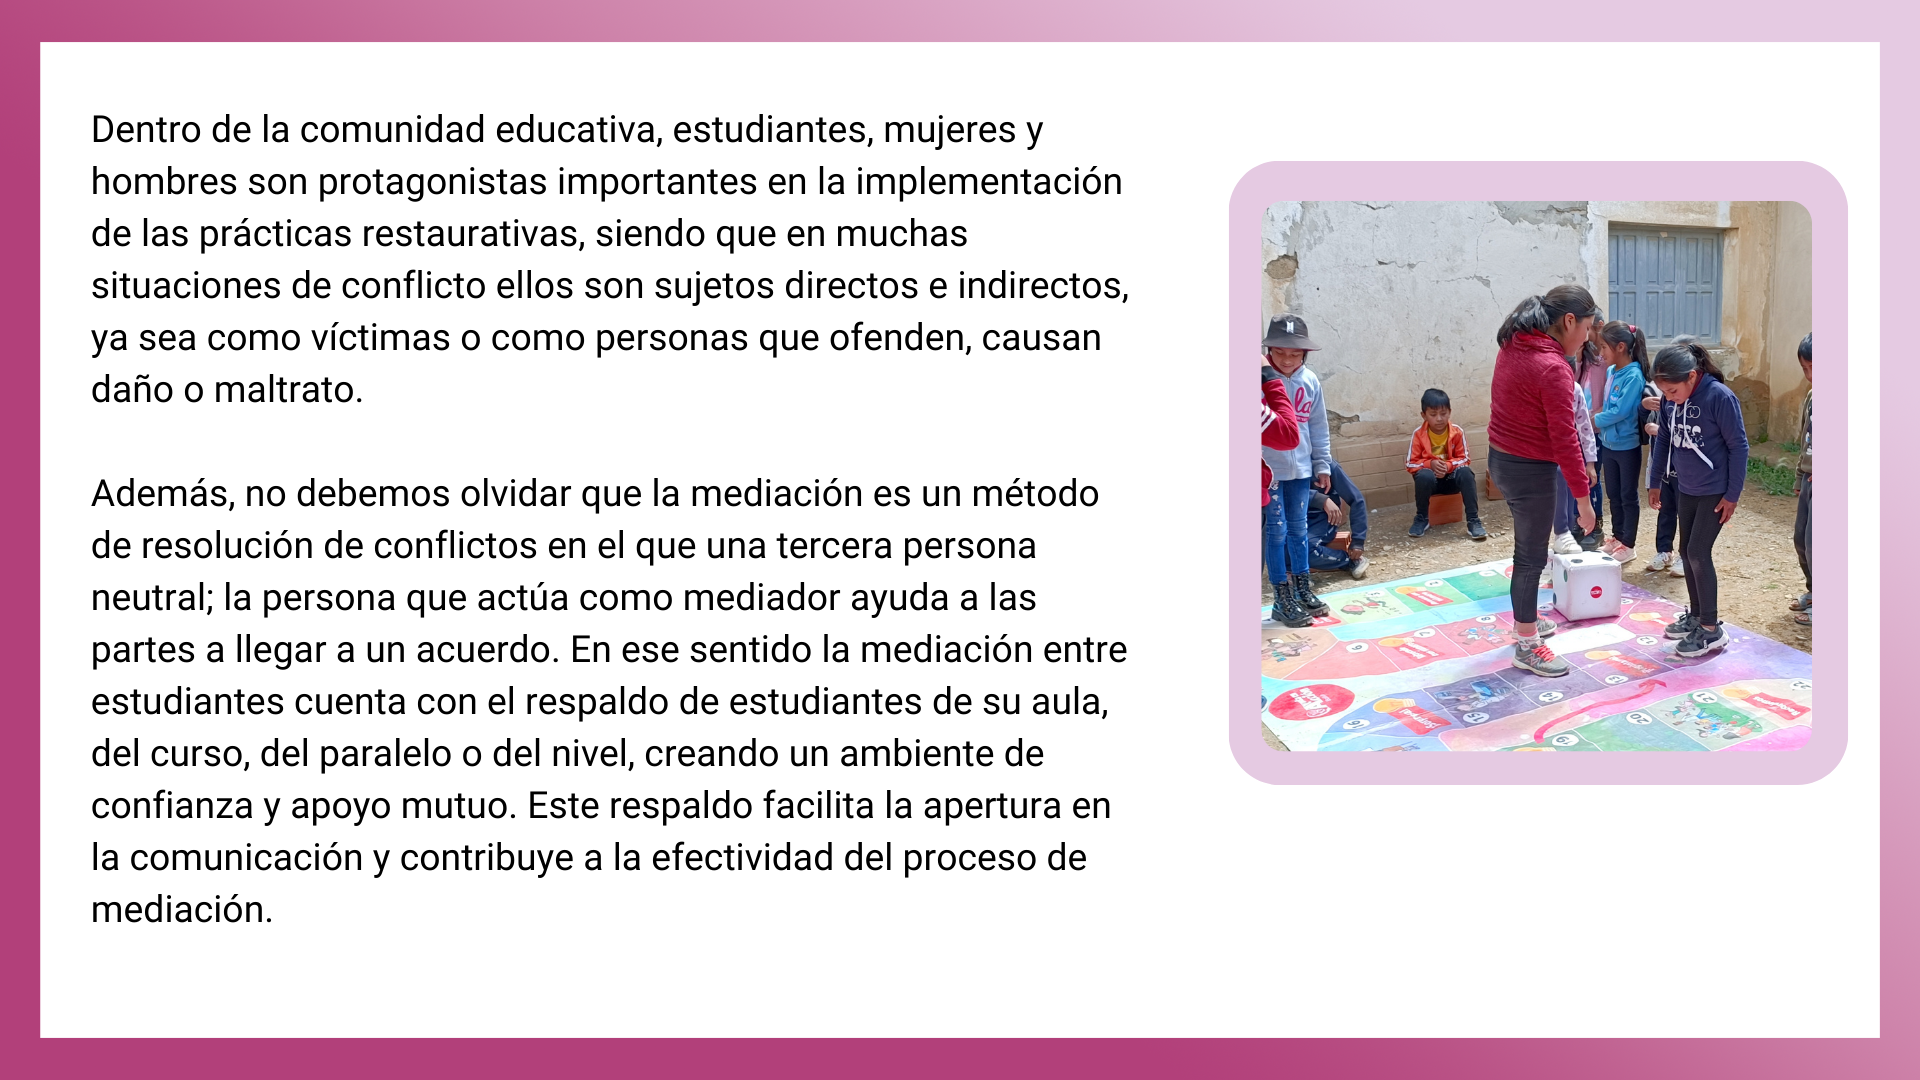 Dentro de la comunidad educativa, estudiantes, mujeres y
hombres son protagonistas importantes en la implementación
de las prácticas restaurativas, siendo que en muchas
situaciones de conflicto ellos son sujetos directos e indirectos,
ya sea como víctimas o como personas que ofenden, causan
daño o maltrato.
Además, no debemos olvidar que la mediación es un método
de resolución de conflictos en el que una tercera persona
neutral; la persona que actúa como mediador ayuda a las
partes a llegar a un acuerdo. En ese sentido la mediación entre
estudiantes cuenta con el respaldo de estudiantes de su aula,
del curso, del paralelo o del nivel, creando un ambiente de
confianza y apoyo mutuo. Este respaldo facilita la apertura en
la comunicación y contribuye a la efectividad del proceso de
mediación.